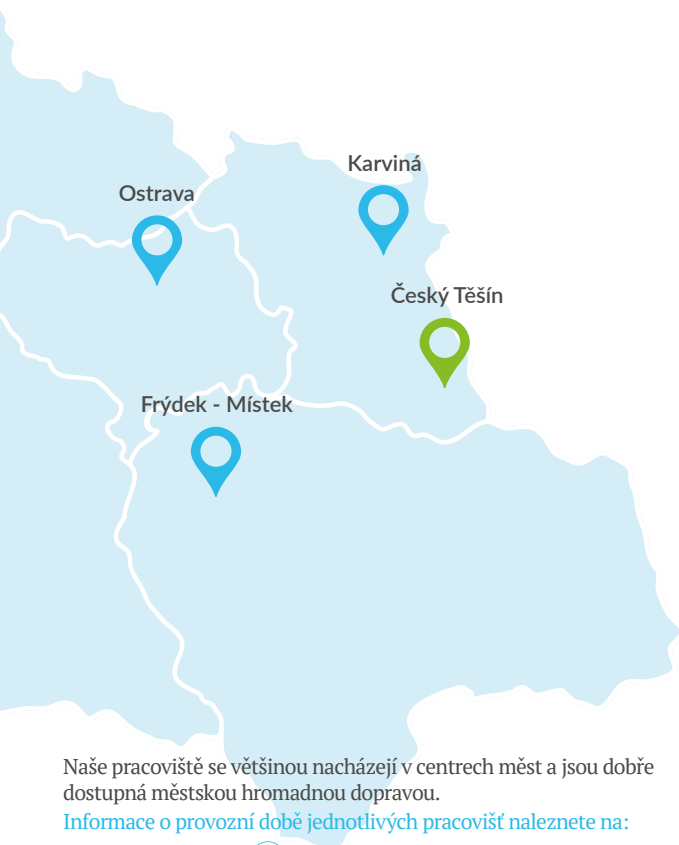 Karviná
Ostrava
Český Těšín
Frýdek - Místek
Naše pracoviště se většinou nacházejí v centrech měst a jsou dobře
dostupná městskou hromadnou dopravou.
Informace o provozní době jednotlivých pracovišť naleznete na: